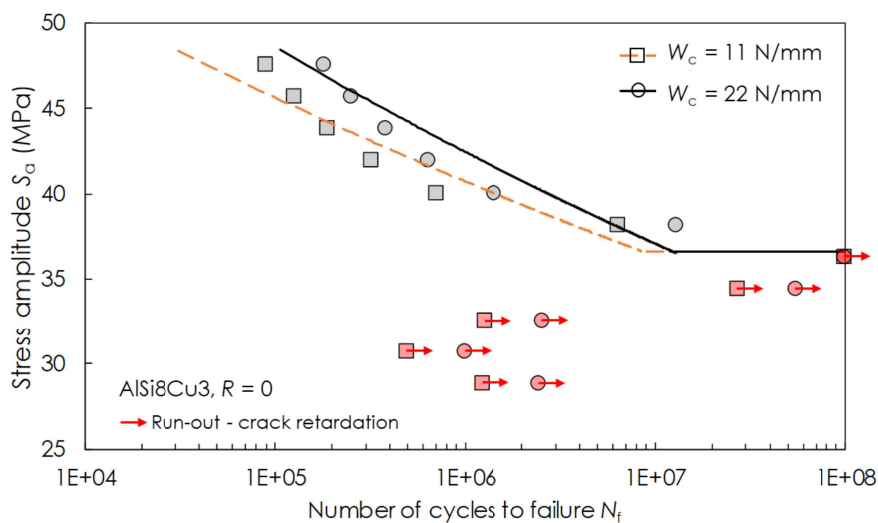 50
45
40
35
30
25
Stress amplitude Sa (MPa)
Wc = 11 N/mm
Wc = 22 N/mm
AlSi8Cu3, R = 0
Run-out - crack retardation
1E+04 1E+05 1E+06 1E+07 1E+08
Number of cycles to failure Nf